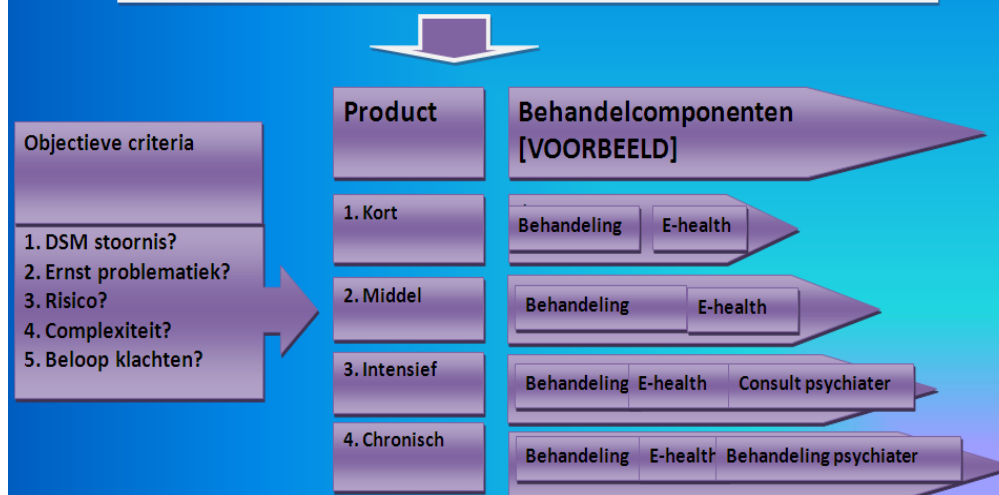 Product
Behandelcomponenten
[VOORBEELD]
Objectieve criteria
1. DSM stoornis?
2. Ernst problematiek?
3. Risico?
4. Complexiteit?
5. Beloop klachten?
1. Kort
Behandeling E-health
2. Middel
Behandeling E-health
3. Intensief
Behandeling E-health Consult psychiater
4. Chronisch
Behandeling E-health Behandeling psychiater